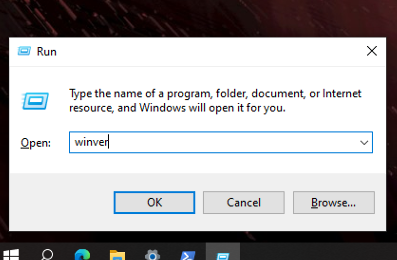 Run
Type the name of a program, folder, document, or Internet
resource, and Windows will open it for you.
Open: winver
OK Cancel Browse...